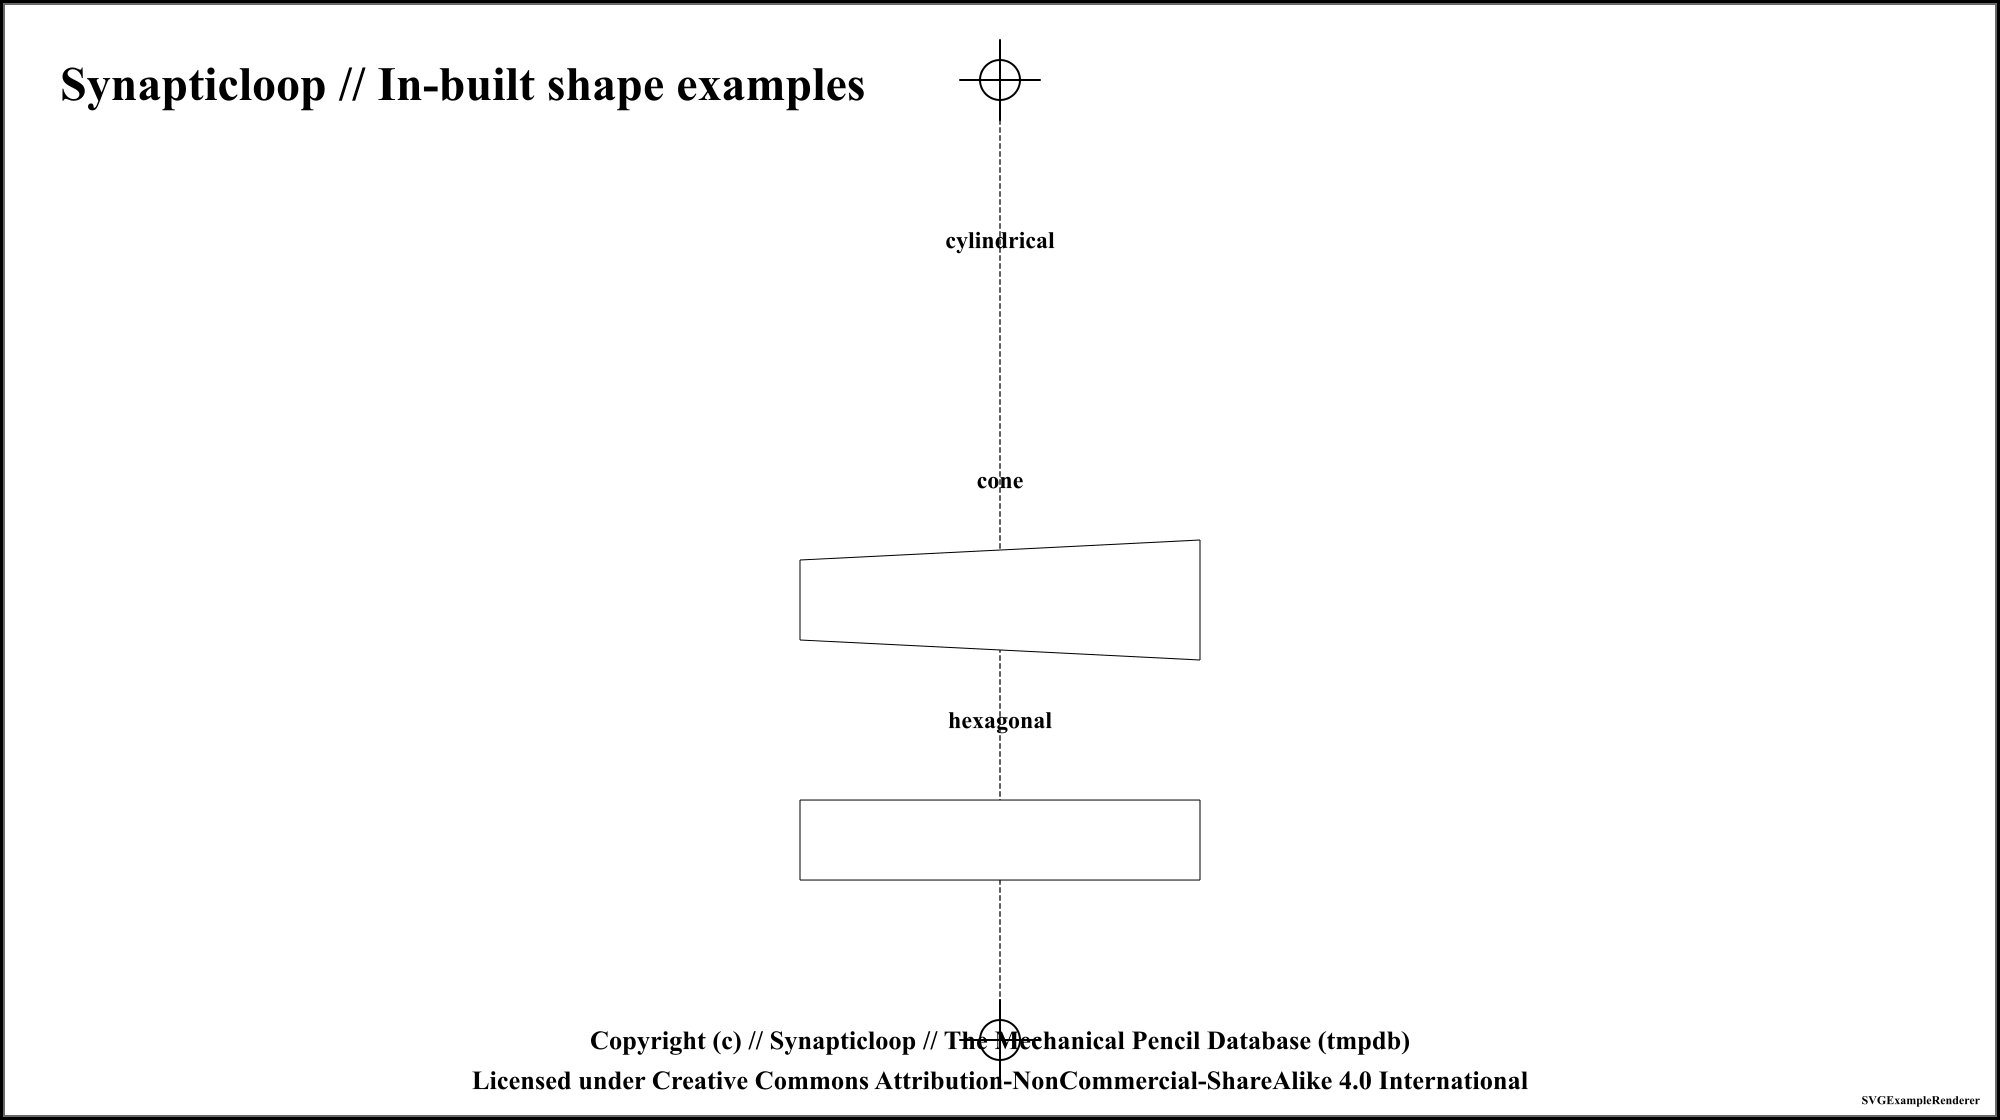 Synapticloop // In-built shape examples
cylindrical
cone
hexagonal
Copyright (c) // Synapticloop // The Mechanical Pencil Database (tmpdb)
Licensed under Creative Commons Attribution-NonCommercial-ShareAlike 4.0 International
SVGExampleRenderer